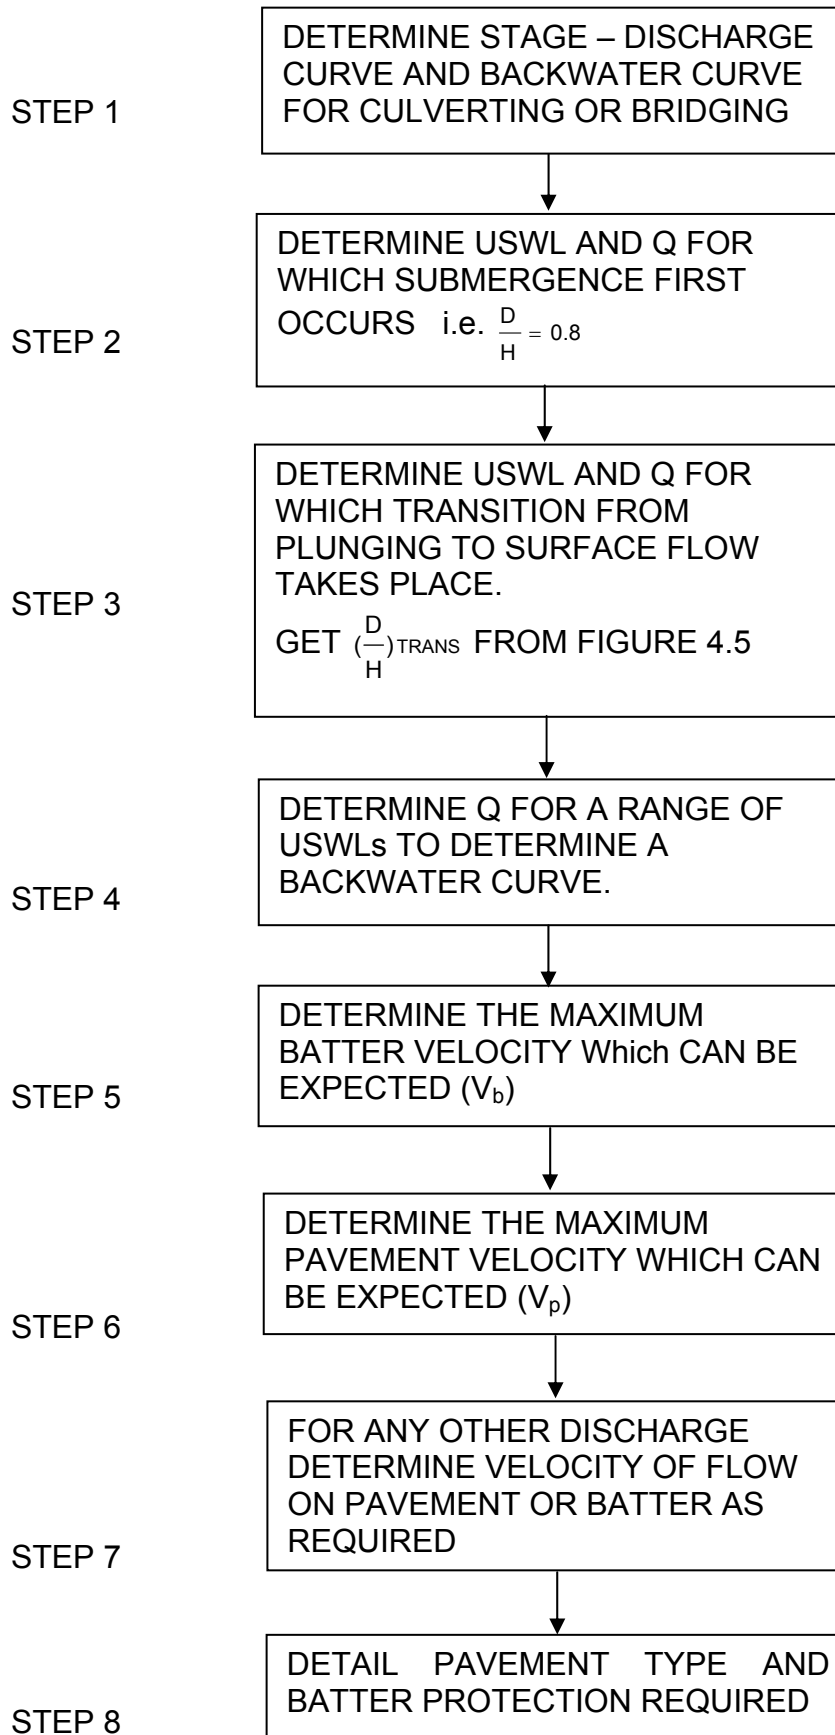 STEP 1
DETERMINE STAGE – DISCHARGE
CURVE AND BACKWATER CURVE
FOR CULVERTING OR BRIDGING
STEP 2
DETERMINE USWL AND Q FOR
WHICH SUBMERGENCE FIRST
OCCURS i.e. D/H = 0.8
STEP 3
DETERMINE USWL AND Q FOR
WHICH TRANSITION FROM
PLUNGING TO SURFACE FLOW
TAKES PLACE.
GET (D/H)TRANS FROM FIGURE 4.5
STEP 4
DETERMINE Q FOR A RANGE OF
USWLs TO DETERMINE A
BACKWATER CURVE.
STEP 5
DETERMINE THE MAXIMUM
BATTER VELOCITY Which CAN BE
EXPECTED (Vb)
STEP 6
DETERMINE THE MAXIMUM
PAVEMENT VELOCITY WHICH CAN
BE EXPECTED (Vp)
STEP 7
FOR ANY OTHER DISCHARGE
DETERMINE VELOCITY OF FLOW
ON PAVEMENT OR BATTER AS
REQUIRED
STEP 8
DETAIL PAVEMENT TYPE AND
BATTER PROTECTION REQUIRED